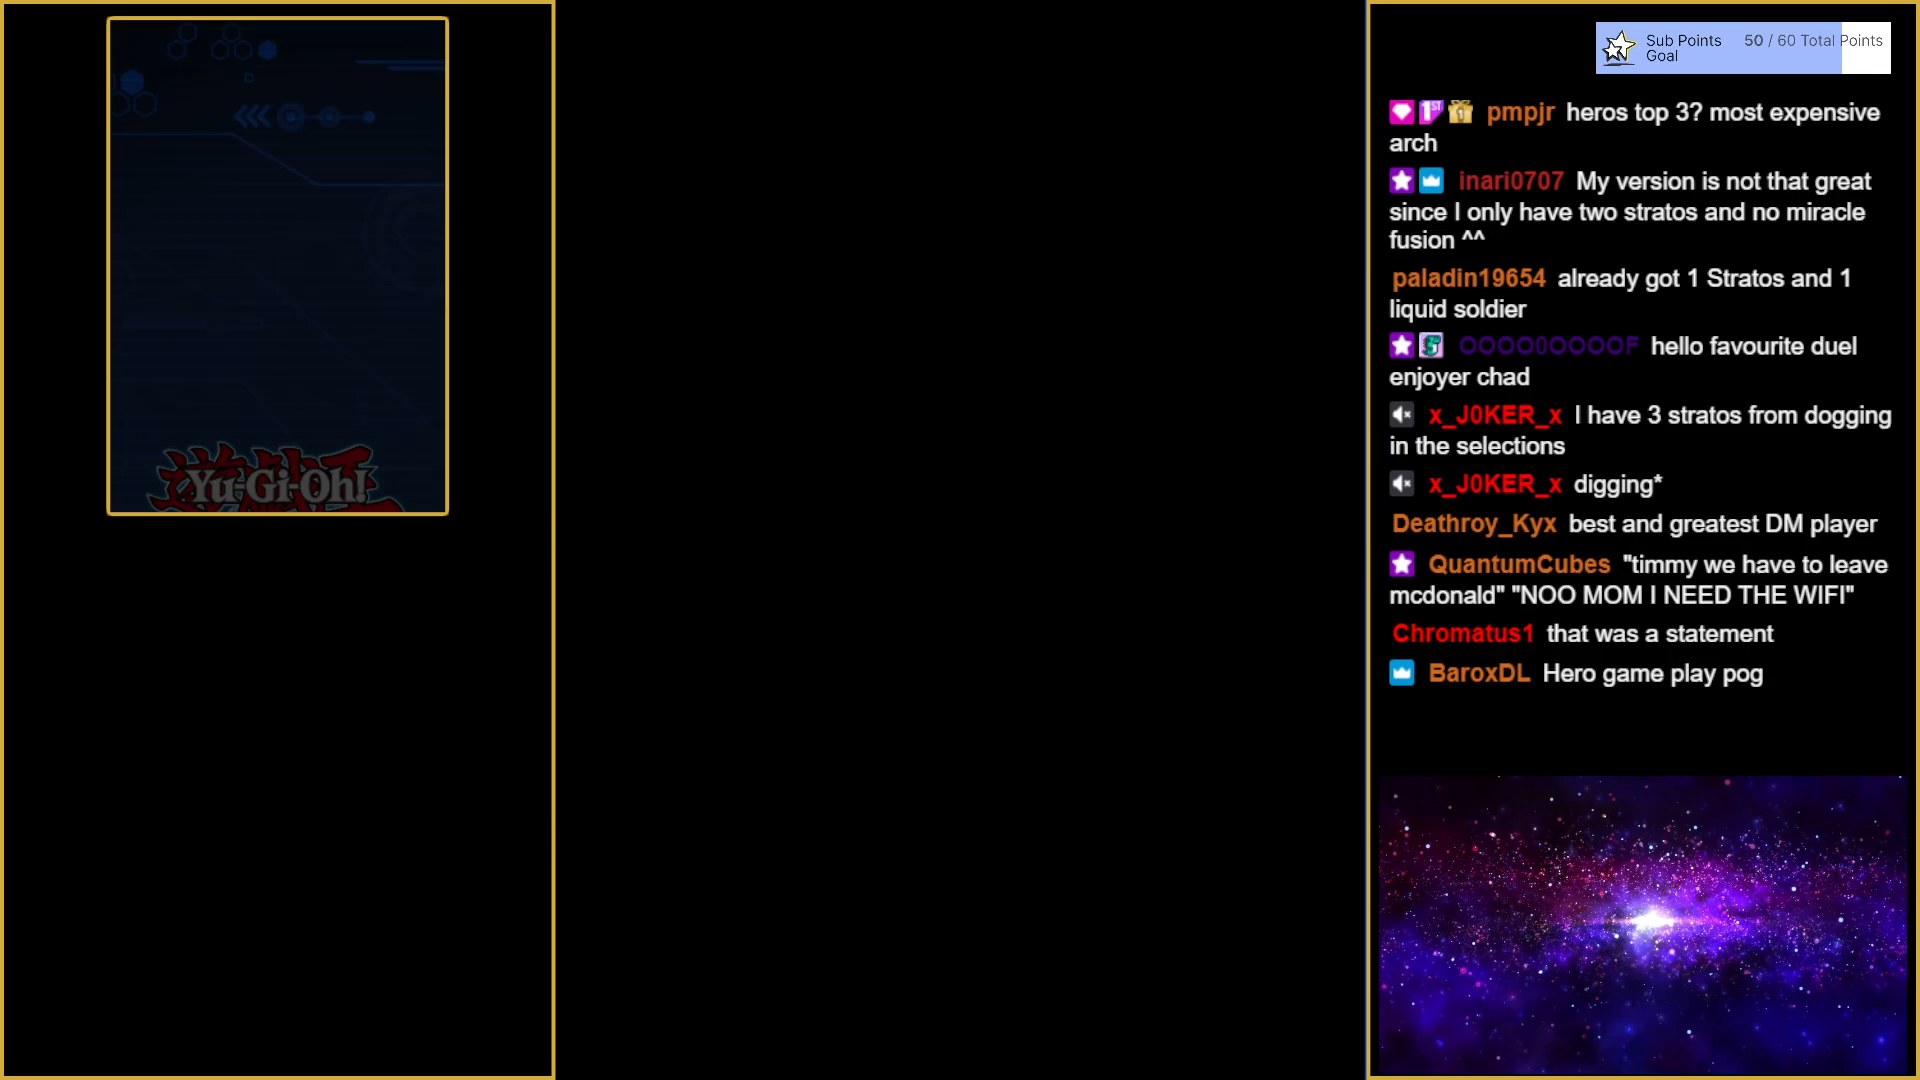 Yu-Gi-Oh!
Sub Points 50 / 60 Total Points
Goal
pmpjr heros top 3? most expensive
arch
inari0707 My version is not that great
since I only have two stratos and no miracle
fusion ^^
paladin19654 already got 1 Stratos and 1
liquid soldier
OOOO0OOOOF hello favourite duel
enjoyer chad
x_J0KER_x I have 3 stratos from dogging
in the selections
x_J0KER_x digging*
Deathroy_Kyx best and greatest DM player
QuantumCubes "timmy we have to leave
mcdonald" "NOO MOM I NEED THE WIFI"
Chromatus1 that was a statement
BaroxDL Hero game play pog